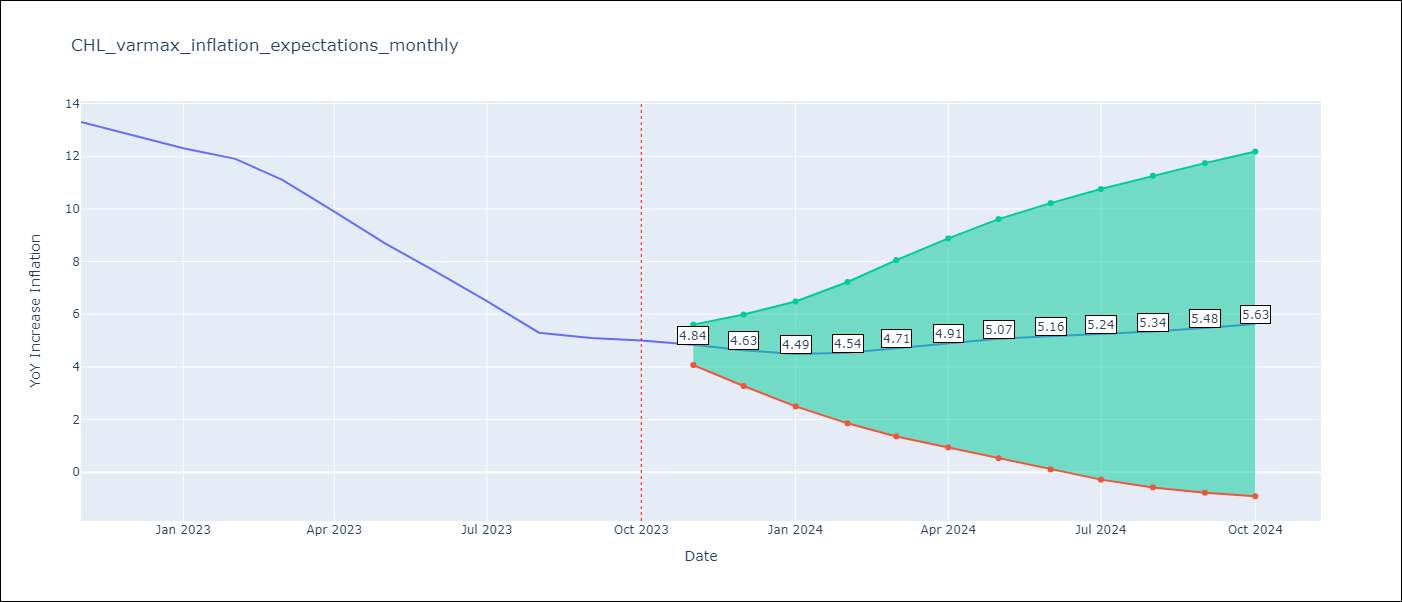 CHL_varmax_inflation_expectations_monthly
14
12
10
8
6
4
2
0
YoY Increase Inflation
4.84
4.63
4.49
4.54
4.71
4.91
5.07
5.16
5.24
5.34
5.48
5.63
Jan 2023
Apr 2023
Jul 2023
Oct 2023
Jan 2024
Apr 2024
Jul 2024
Oct 2024
Date